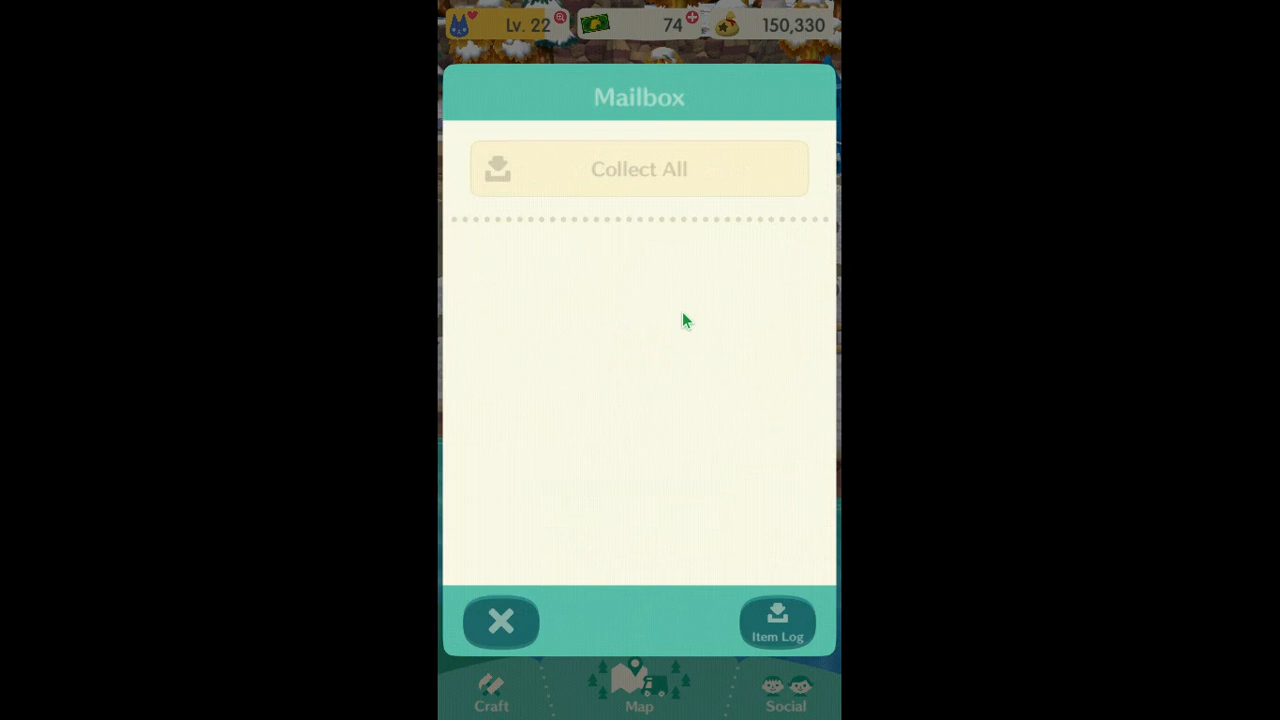 Lv. 22 74 150,330
Mailbox
Collect All
Item Log
Craft Map Social